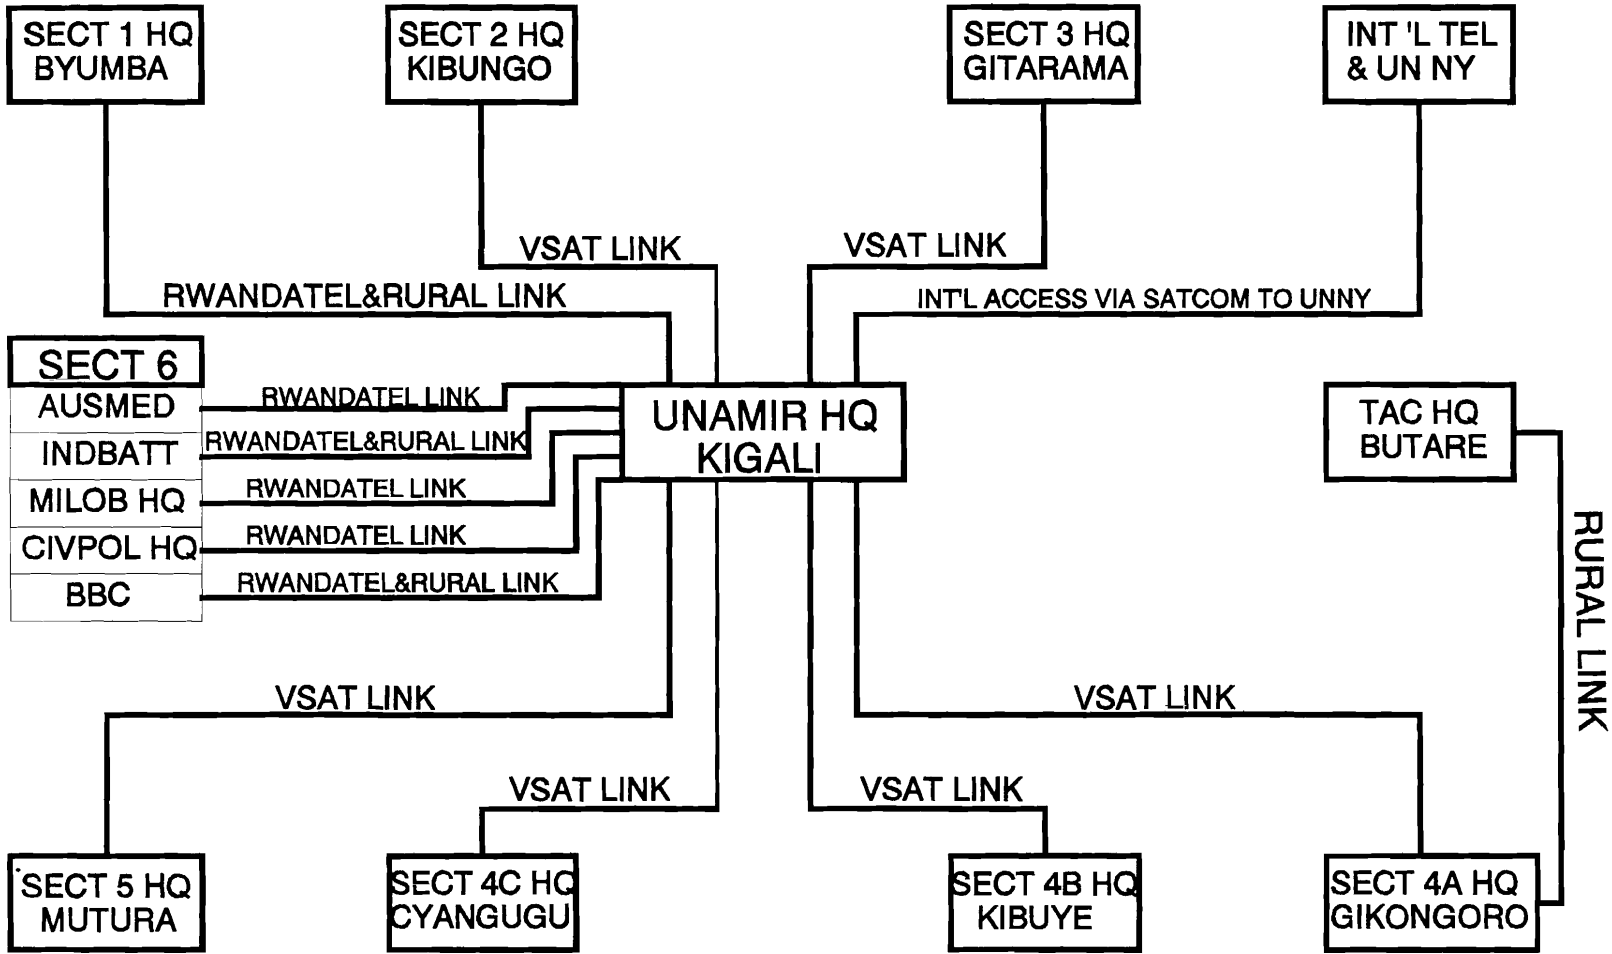 SECT 1 HQ
BYUMBA
SECT 2 HQ
KIBUNGO
SECT 3 HQ
GITARAMA
INT 'L TEL
& UN NY
VSAT LINK
VSAT LINK
RWANDATEL&RURAL LINK
INT'L ACCESS VIA SATCOM TO UNNY
SECT 6
AUSMED
RWANDATEL LINK
INDBATT
RWANDATEL&RURAL LINK
MILOB HQ
RWANDATEL LINK
CIVPOL HQ
RWANDATEL LINK
BBC
RWANDATEL&RURAL LINK
UNAMIR HQ
KIGALI
TAC HQ
BUTARE
RURAL LINK
VSAT LINK
VSAT LINK
VSAT LINK
VSAT LINK
SECT 5 HQ
MUTURA
SECT 4C HQ
CYANGUGU
SECT 4B HQ
KIBUYE
SECT 4A HQ
GIKONGORO